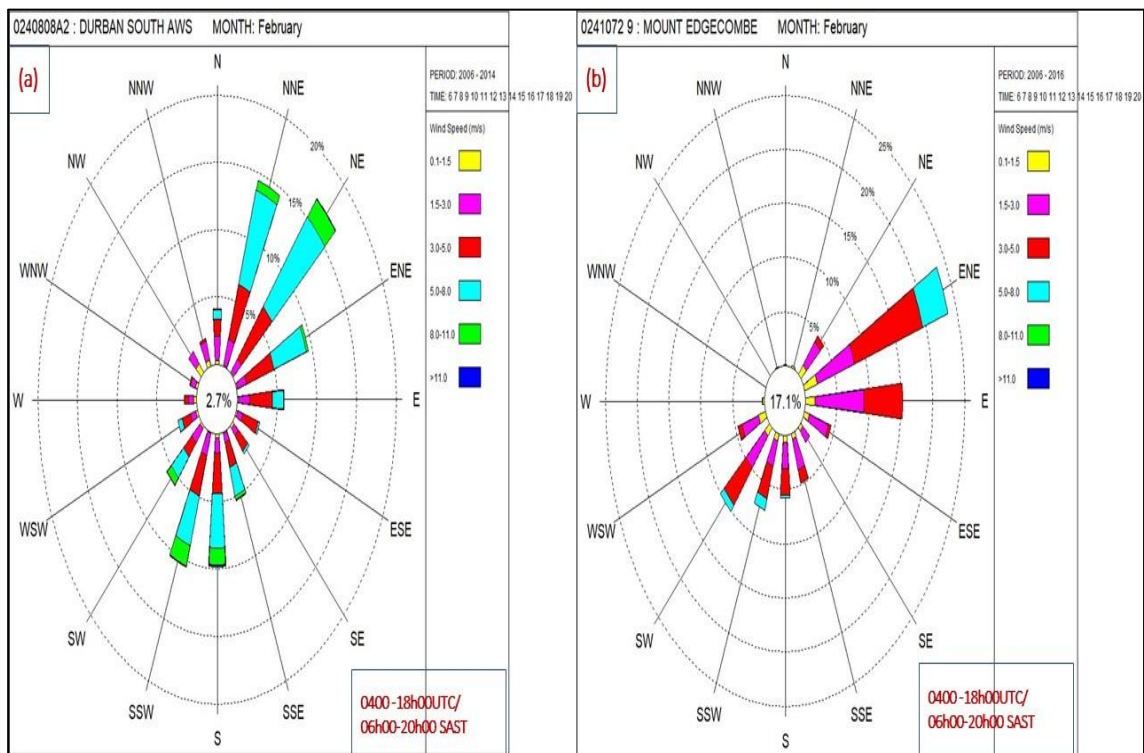 0240808A2 : DURBAN SOUTH AWS MONTH: February
(a)
PERIOD: 2006 - 2014
TIME: 6 7 8 9 10 11 12 13 14 15 16 17 18 19 20
Wind Speed (m/s)
0.1-1.5
1.5-3.0
3.0-5.0
5.0-8.0
8.0-11.0
>11.0
N
NNE
NE
ENE
E
ESE
SE
SSE
S
SSW
SW
WSW
W
WNW
NW
NNW
20%
15%
10%
5%
2.7%
0400 -18h00UTC/
06h00-20h00 SAST
0241072 9 : MOUNT EDGECOMBE MONTH: February
(b)
PERIOD: 2006 - 2016
TIME: 6 7 8 9 10 11 12 13 14 15 16 17 18 19 20
Wind Speed (m/s)
0.1-1.5
1.5-3.0
3.0-5.0
5.0-8.0
8.0-11.0
>11.0
N
NNE
NE
ENE
E
ESE
SE
SSE
S
SSW
SW
WSW
W
WNW
NW
NNW
25%
20%
15%
10%
5%
17.1%
0400 -18h00UTC/
06h00-20h00 SAST